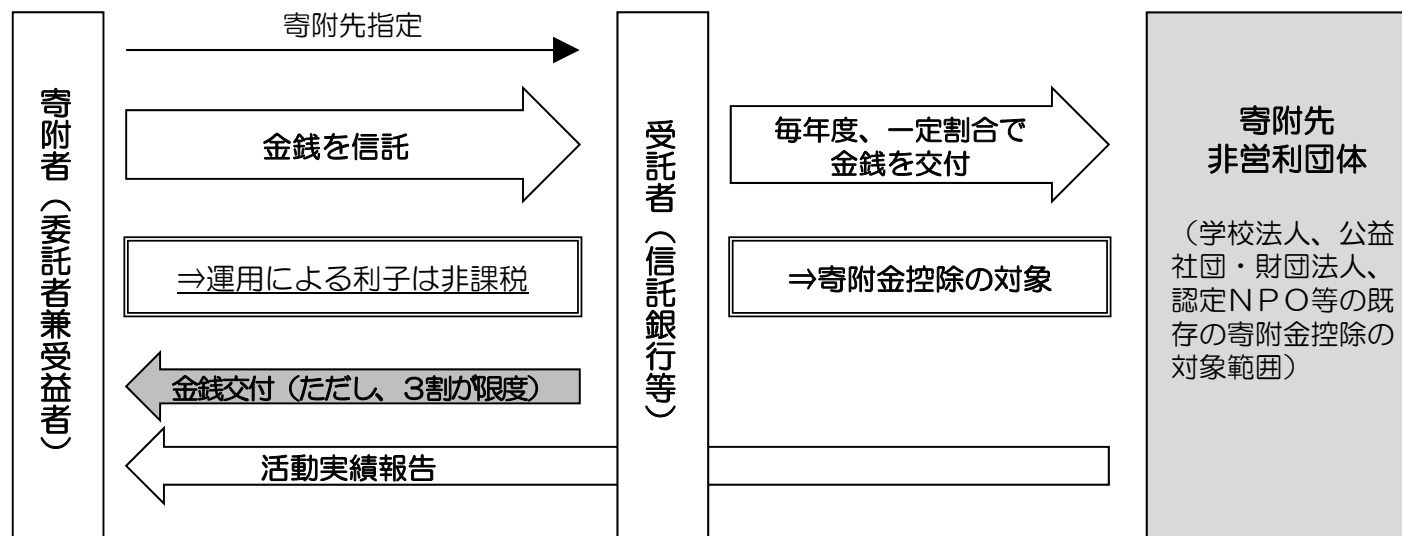 寄附先指定
寄附者（委託者兼受益者）
金銭を信託
⇒運用による利子は非課税
金銭交付（ただし、３割が限度）
活動実績報告
受託者（信託銀行等）
毎年度、一定割合で
金銭を交付
⇒寄附金控除の対象
寄附先
非営利団体
（学校法人、公益
社団・財団法人、
認定ＮＰＯ等の既
存の寄附金控除の
対象範囲）